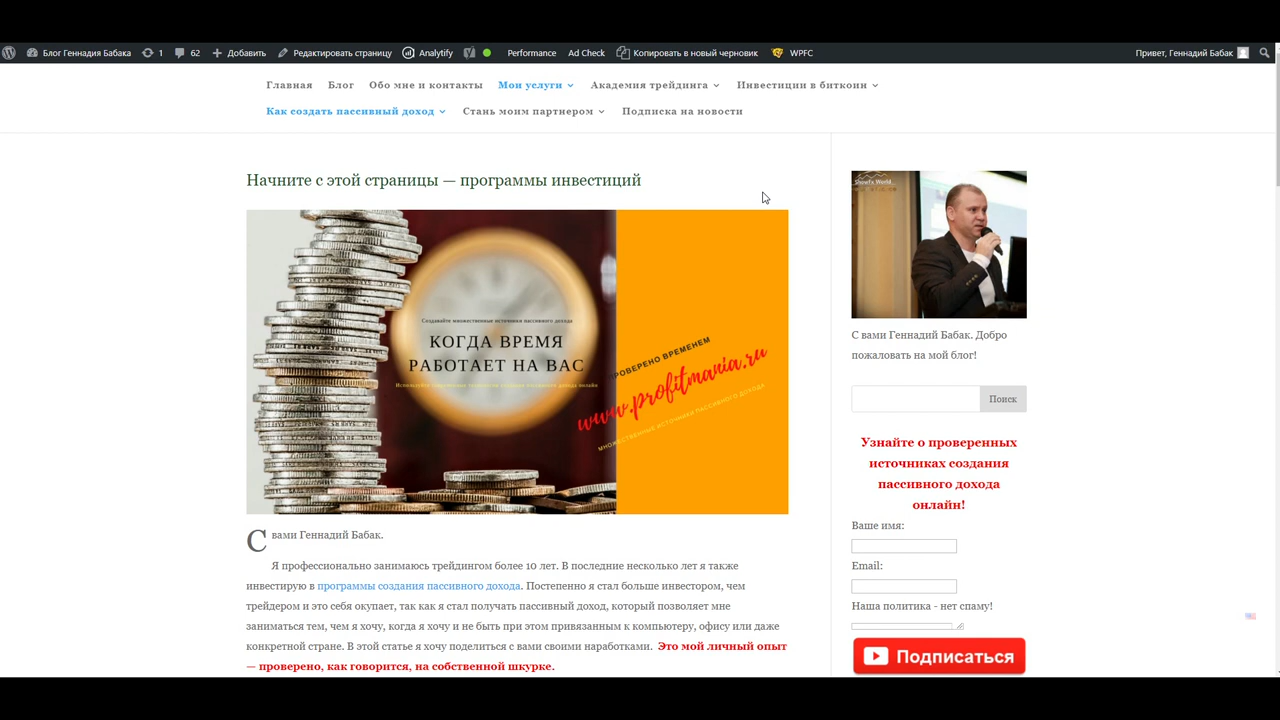 Блог Геннадия Бабака 1 62 Добавить Редактировать страницу Analytify Performance Ad Check Копировать в новый черновик WPFC Привет, Геннадий Бабак
Главная Блог Обо мне и контакты Мои услуги Академия трейдинга Инвестиции в биткоин
Как создать пассивный доход Стань моим партнером Подписка на новости
Начните с этой страницы — программы инвестиций
Создавайте множественные источники пассивного дохода
КОГДА ВРЕМЯ
РАБОТАЕТ НА ВАС
ПРОВЕРЕНО ВРЕМЕНЕМ
www.profitmania.ru
МНОЖЕСТВЕННЫЕ ИСТОЧНИКИ ПАССИВНОГО ДОХОДА
С вами Геннадий Бабак.
Я профессионально занимаюсь трейдингом более 10 лет. В последние несколько лет я также
инвестирую в программы создания пассивного дохода. Постепенно я стал больше инвестором, чем
трейдером и это себя окупает, так как я стал получать пассивный доход, который позволяет мне
заниматься тем, чем я хочу, когда я хочу и не быть при этом привязанным к компьютеру, офису или даже
конкретной стране. В этой статье я хочу поделиться с вами своими наработками. Это мой личный опыт
— проверено, как говорится, на собственной шкурке.
ShowFx World
С вами Геннадий Бабак. Добро
пожаловать на мой блог!
Поиск
Узнайте о проверенных
источниках создания
пассивного дохода
онлайн!
Ваше имя:
Email:
Наша политика - нет спаму!
Подписаться